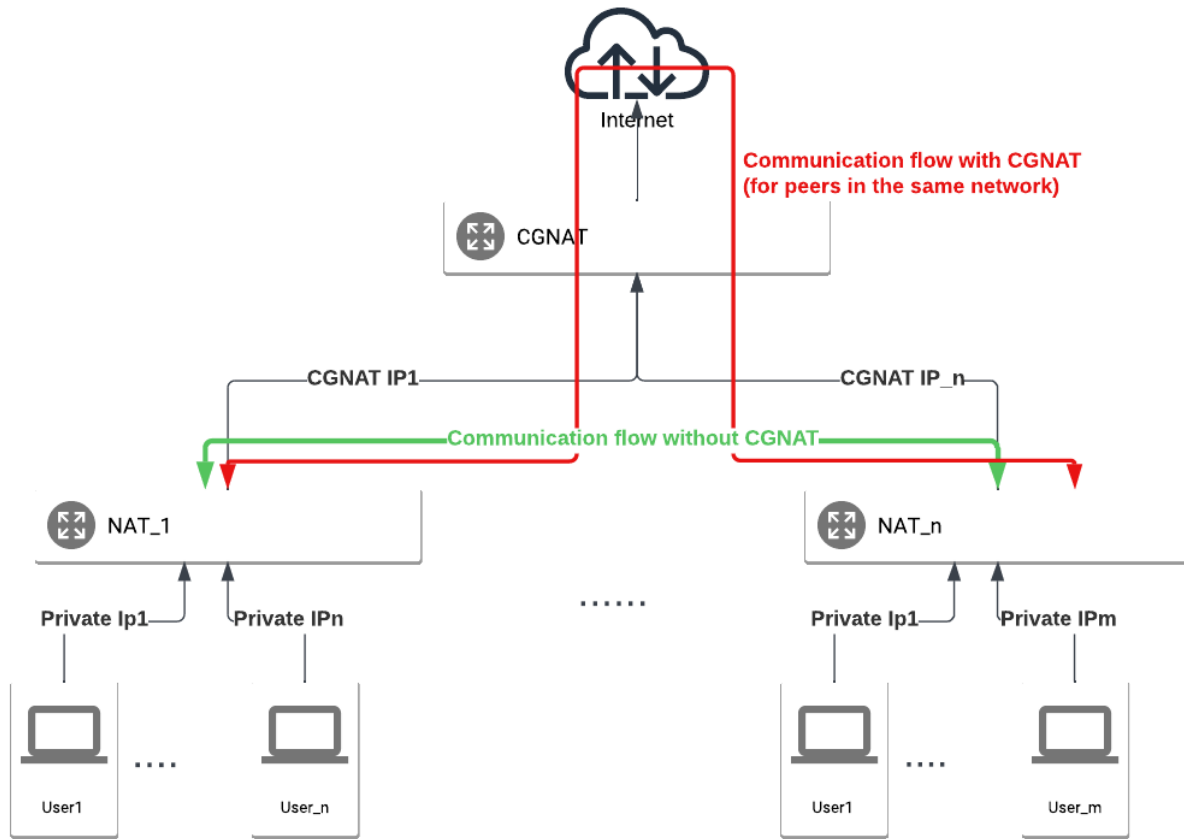 Internet
Communication flow with CGNAT
(for peers in the same network)
CGNAT
CGNAT IP1
CGNAT IP_n
Communication flow without CGNAT
NAT_1
NAT_n
......
Private Ip1
Private IPn
Private Ip1
Private IPm
....
....
User1
User_n
User1
User_m